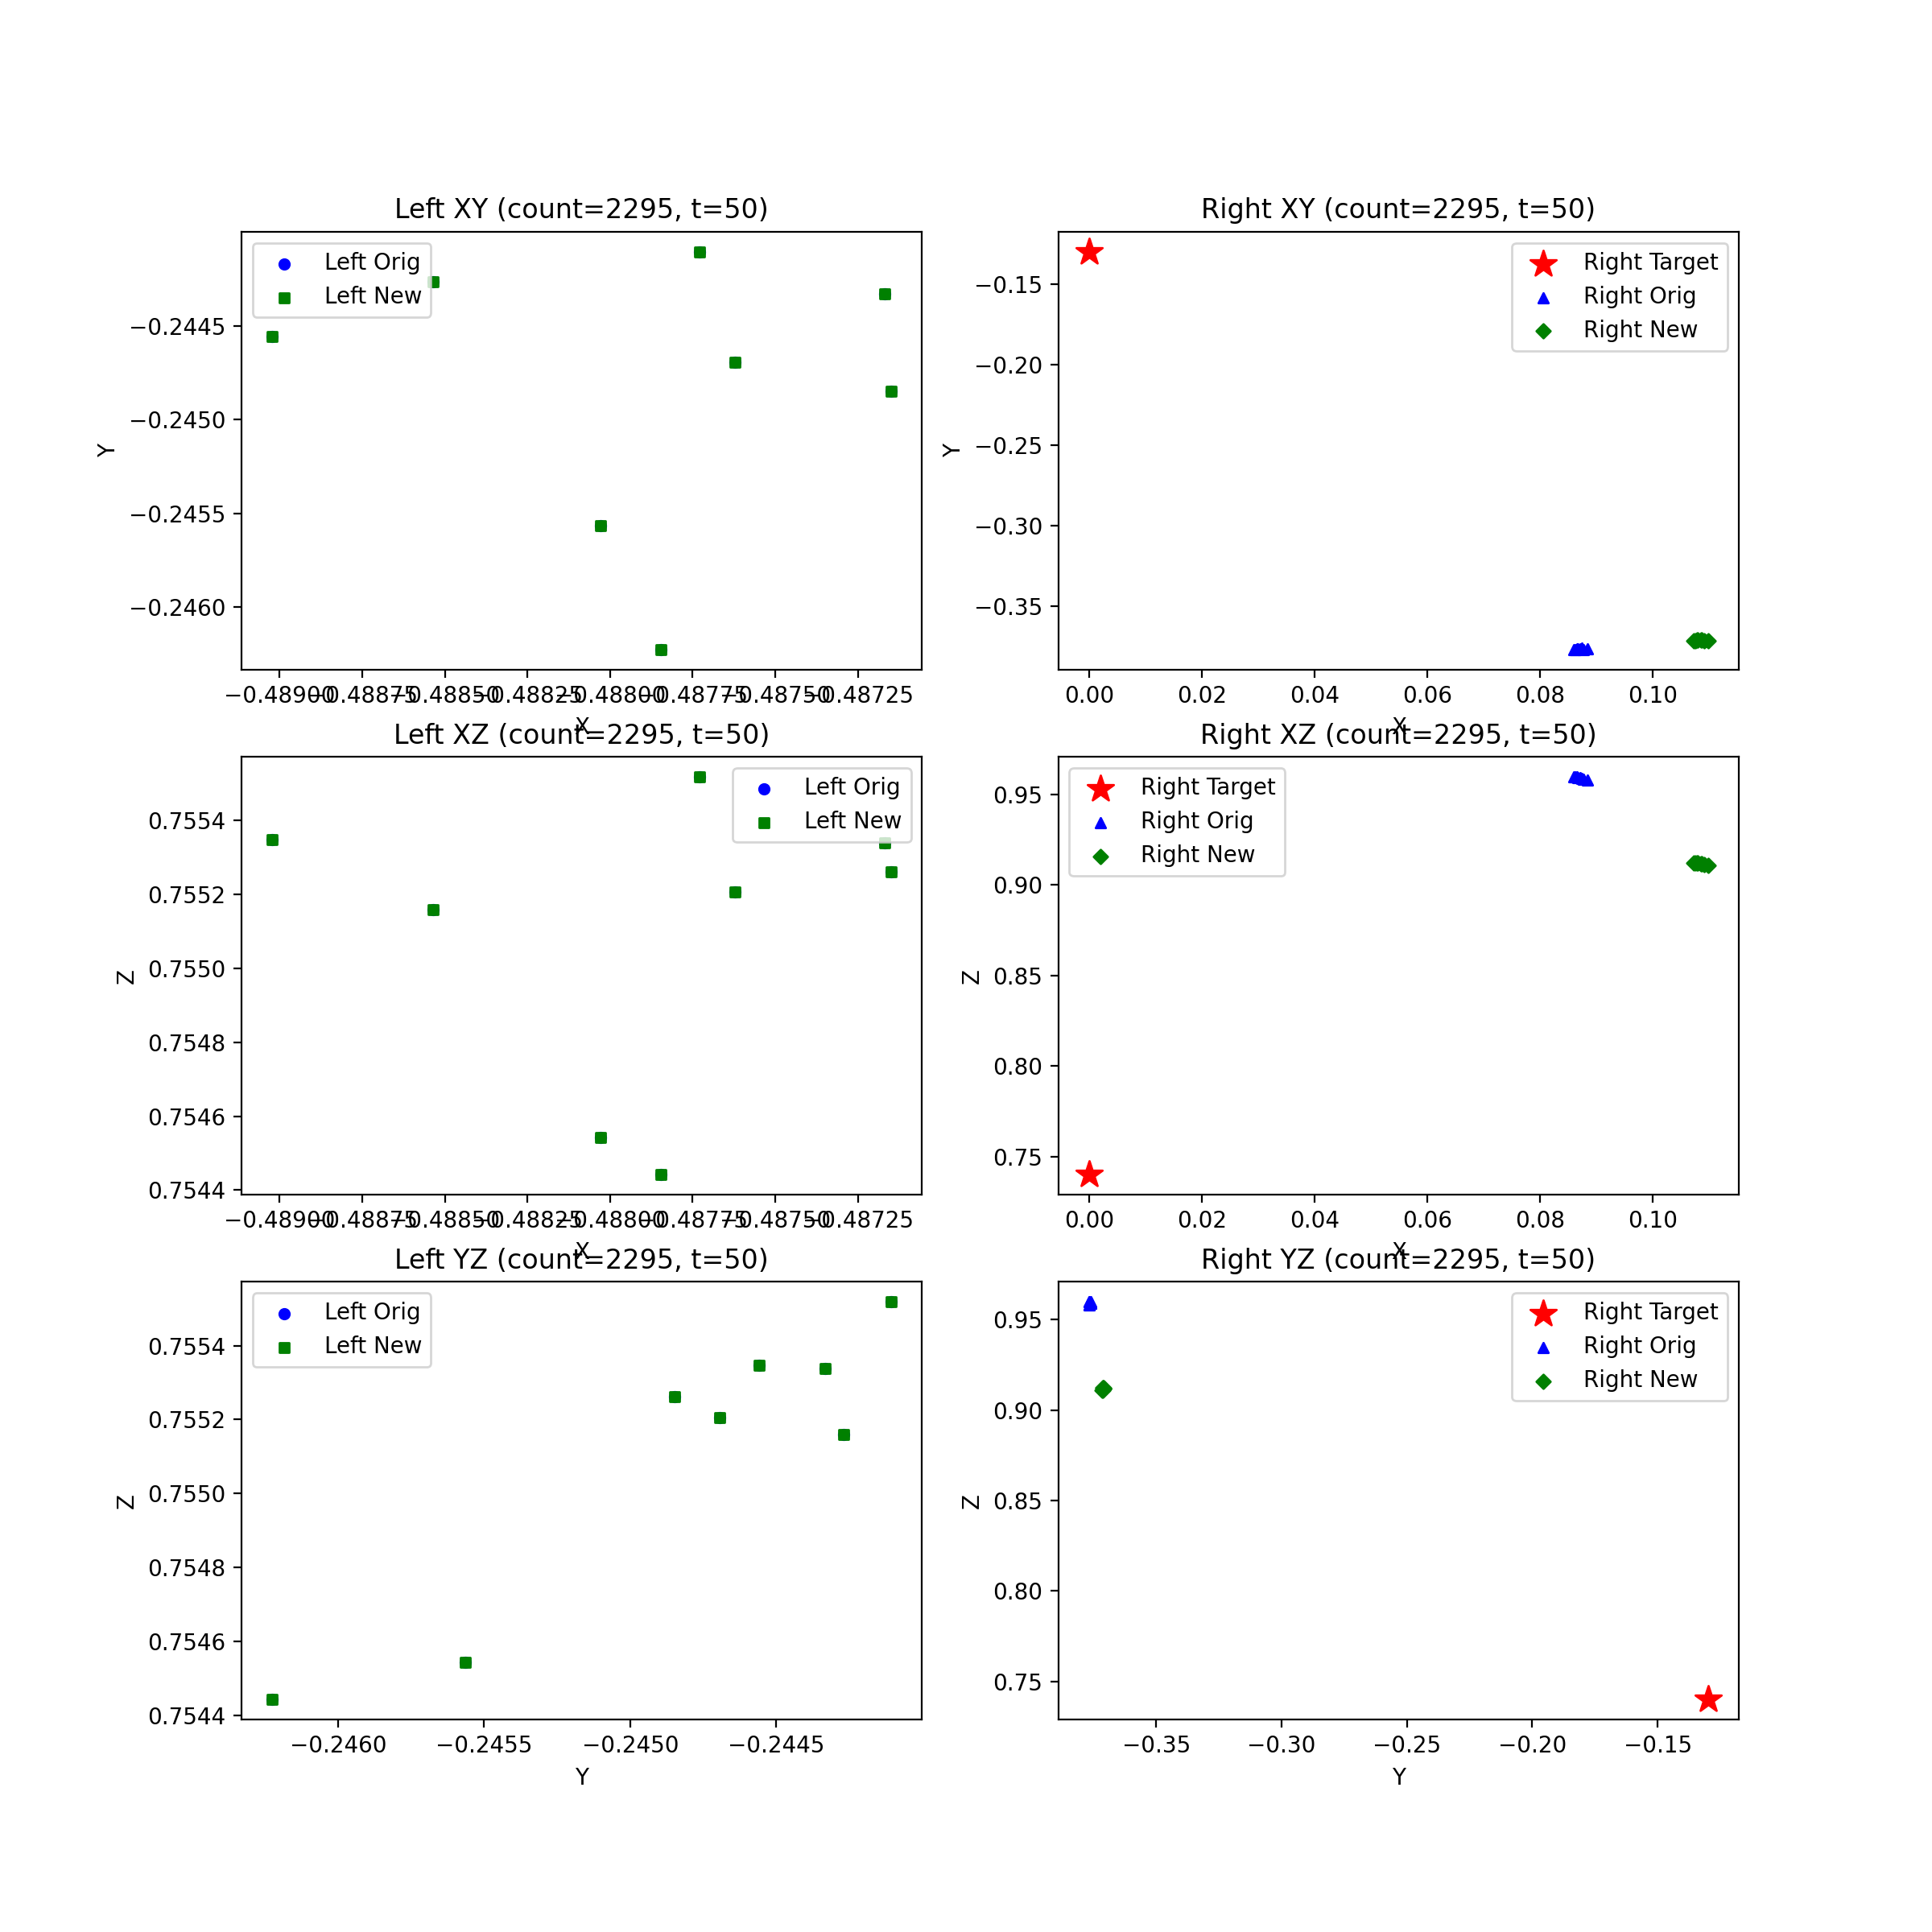 Left XY (count=2295, t=50)
Left Orig
Left New
−0.2445
−0.2450
−0.2455
−0.2460
Y
−0.48900 −0.48875 −0.48850 −0.48825 −0.48800 −0.48775 −0.48750 −0.48725
X
Right XY (count=2295, t=50)
Right Target
Right Orig
Right New
−0.15
−0.20
−0.25
−0.30
−0.35
Y
0.00 0.02 0.04 0.06 0.08 0.10
X
Left XZ (count=2295, t=50)
Left Orig
Left New
0.7554
0.7552
0.7550
0.7548
0.7546
0.7544
Z
−0.48900 −0.48875 −0.48850 −0.48825 −0.48800 −0.48775 −0.48750 −0.48725
X
Right XZ (count=2295, t=50)
Right Target
Right Orig
Right New
0.95
0.90
0.85
0.80
0.75
Z
0.00 0.02 0.04 0.06 0.08 0.10
X
Left YZ (count=2295, t=50)
Left Orig
Left New
0.7554
0.7552
0.7550
0.7548
0.7546
0.7544
Z
−0.2460 −0.2455 −0.2450 −0.2445
Y
Right YZ (count=2295, t=50)
Right Target
Right Orig
Right New
0.95
0.90
0.85
0.80
0.75
Z
−0.35 −0.30 −0.25 −0.20 −0.15
Y